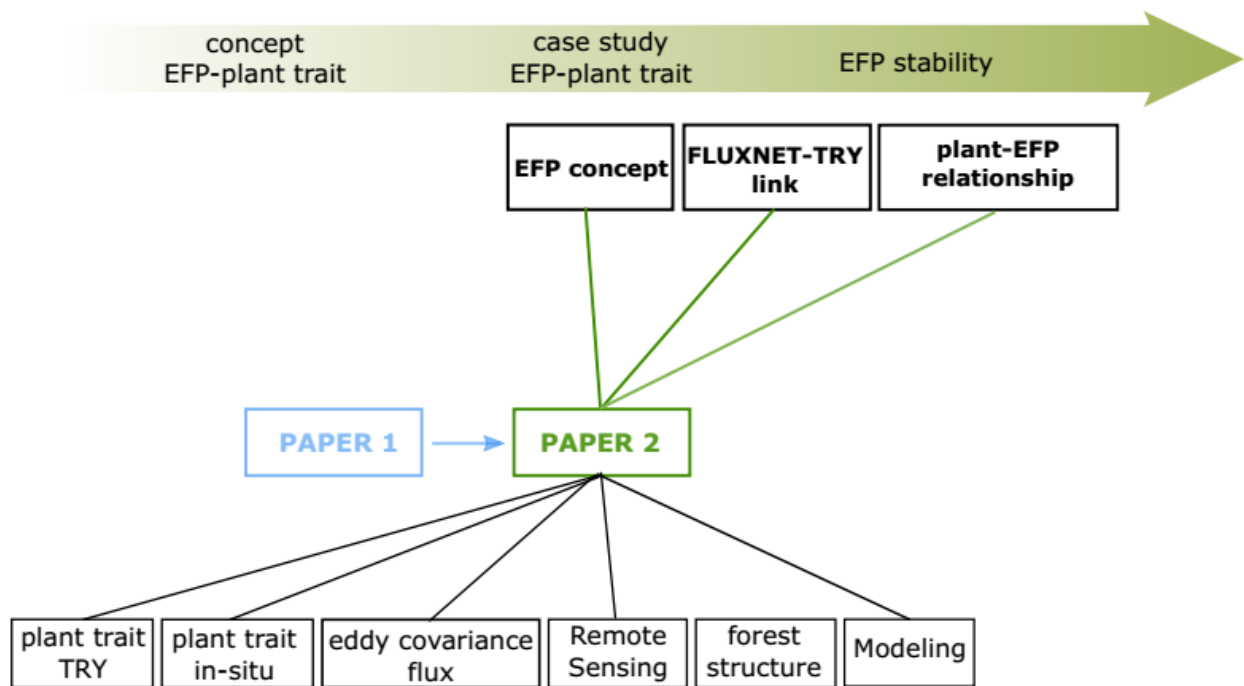 concept
EFP-plant trait
case study
EFP-plant trait
EFP stability
EFP concept
FLUXNET-TRY
link
plant-EFP
relationship
PAPER 1
PAPER 2
plant trait
TRY
plant trait
in-situ
eddy covariance
flux
Remote
Sensing
forest
structure
Modeling